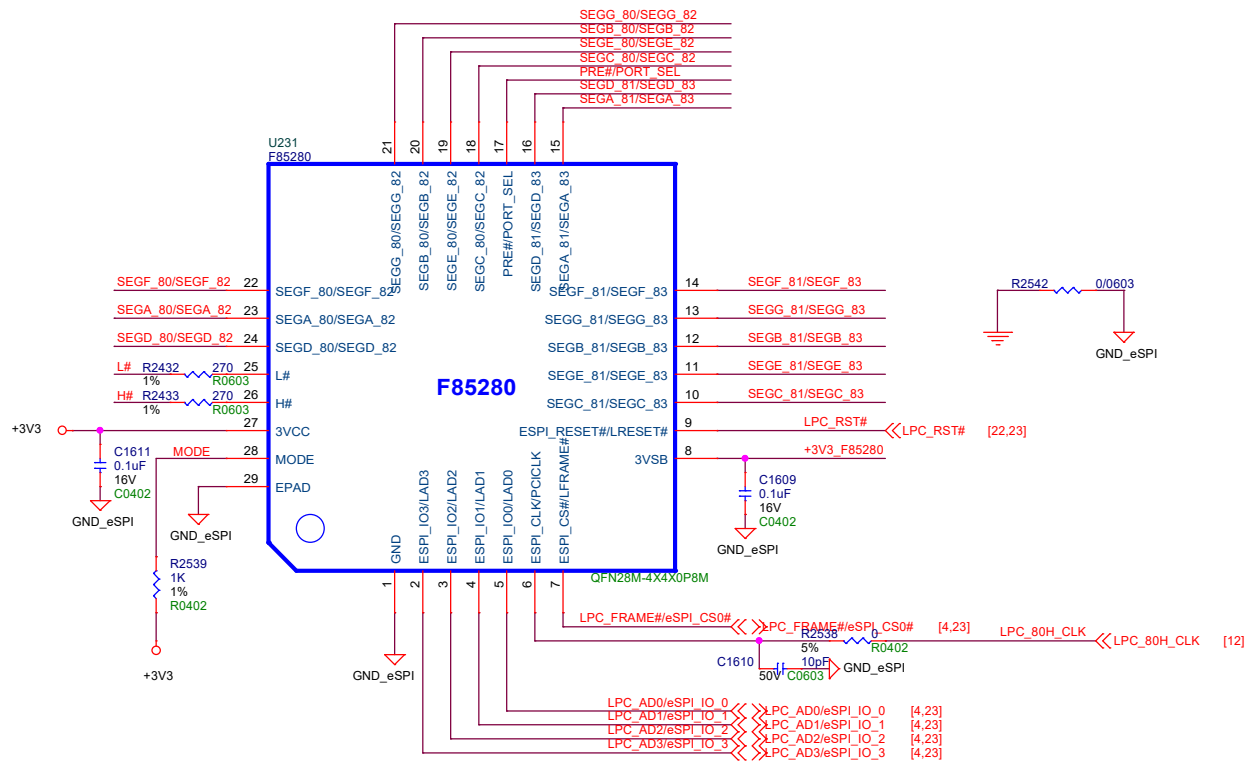 SEGG_80/SEGG_82
SEGB_80/SEGB_82
SEGE_80/SEGE_82
SEGC_80/SEGC_82
PRE#/PORT_SEL
SEGD_81/SEGD_83
SEGA_81/SEGA_83
U231
F85280
21
20
19
18
17
16
15
SEGG_80/SEGG_82
SEGB_80/SEGB_82
SEGE_80/SEGE_82
SEGC_80/SEGC_82
PRE#/PORT_SEL
SEGD_81/SEGD_83
SEGA_81/SEGA_83
SEGF_80/SEGF_82 22 SEGF_80/SEGF_82
SEGA_80/SEGA_82 23 SEGA_80/SEGA_82
SEGD_80/SEGD_82 24 SEGD_80/SEGD_82
L# R2432 270 25 L#
1% R0603
H# R2433 270 26 H#
1% R0603
+3V3 27 3VCC
MODE 28 MODE
29 EPAD
C1611
0.1uF
16V
C0402
GND_eSPI
GND_eSPI
R2539
1K
1%
R0402
+3V3
F85280
SEGF_81/SEGF_83 14 SEGF_81/SEGF_83
SEGG_81/SEGG_83 13 SEGG_81/SEGG_83
SEGB_81/SEGB_83 12 SEGB_81/SEGB_83
SEGE_81/SEGE_83 11 SEGE_81/SEGE_83
SEGC_81/SEGC_83 10 SEGC_81/SEGC_83
ESPI_RESET#/LRESET# 9 LPC_RST# LPC_RST# [22,23]
3VSB 8 +3V3_F85280
C1609
0.1uF
16V
C0402
GND_eSPI
R2542 0/0603
GND_eSPI
GND
ESPI_IO3/LAD3
ESPI_IO2/LAD2
ESPI_IO1/LAD1
ESPI_IO0/LAD0
ESPI_CLK/PCICLK
ESPI_CS#/LFRAME#
1
2
3
4
5
6
7
QFN28M-4X4X0P8M
GND_eSPI
LPC_FRAME#/eSPI_CS0# LPC_FRAME#/eSPI_CS0# [4,23]
R2538 0 LPC_80H_CLK LPC_80H_CLK [12]
5% R0402
C1610 10pF GND_eSPI
50V C0603
LPC_AD0/eSPI_IO_0 LPC_AD0/eSPI_IO_0 [4,23]
LPC_AD1/eSPI_IO_1 LPC_AD1/eSPI_IO_1 [4,23]
LPC_AD2/eSPI_IO_2 LPC_AD2/eSPI_IO_2 [4,23]
LPC_AD3/eSPI_IO_3 LPC_AD3/eSPI_IO_3 [4,23]